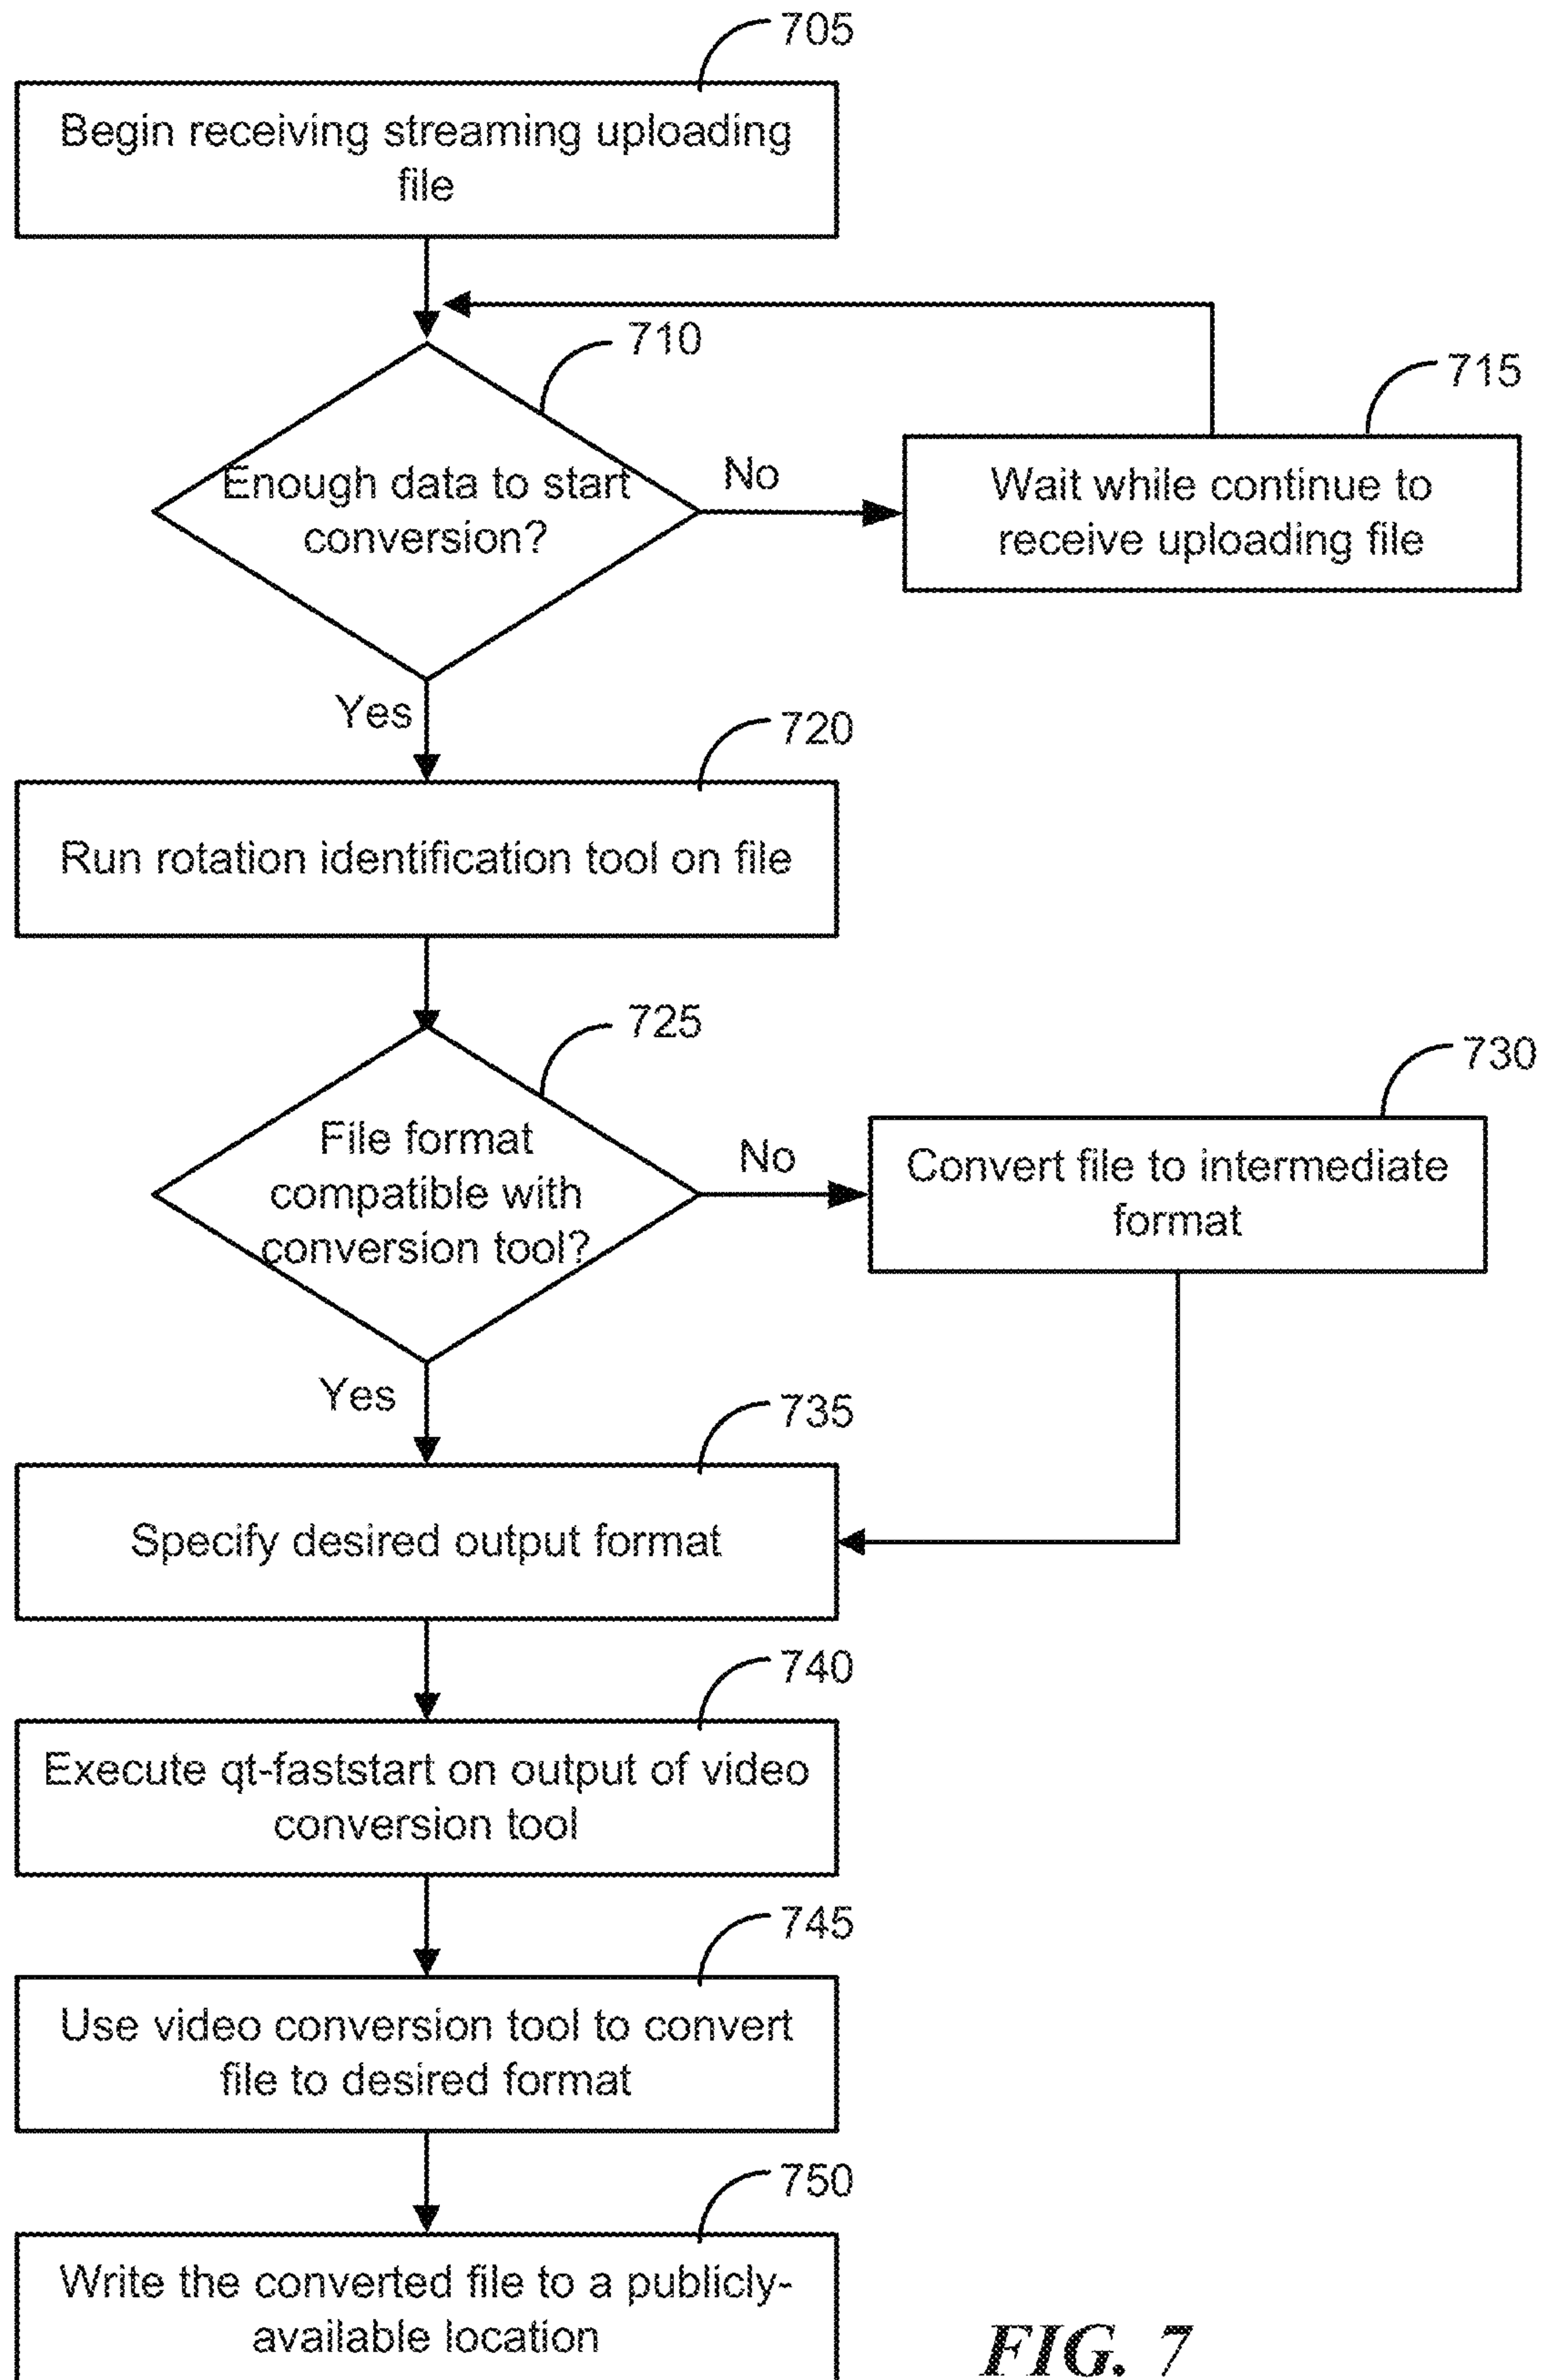 705
Begin receiving streaming uploading
file
710
715
Enough data to start
conversion?
No
Wait while continue to
receive uploading file
Yes
720
Run rotation identification tool on file
725
730
File format
compatible with
conversion tool?
No
Convert file to intermediate
format
Yes
735
Specify desired output format
740
Execute qt-faststart on output of video
conversion tool
745
Use video conversion tool to convert
file to desired format
750
Write the converted file to a publicly-
available location
FIG. 7